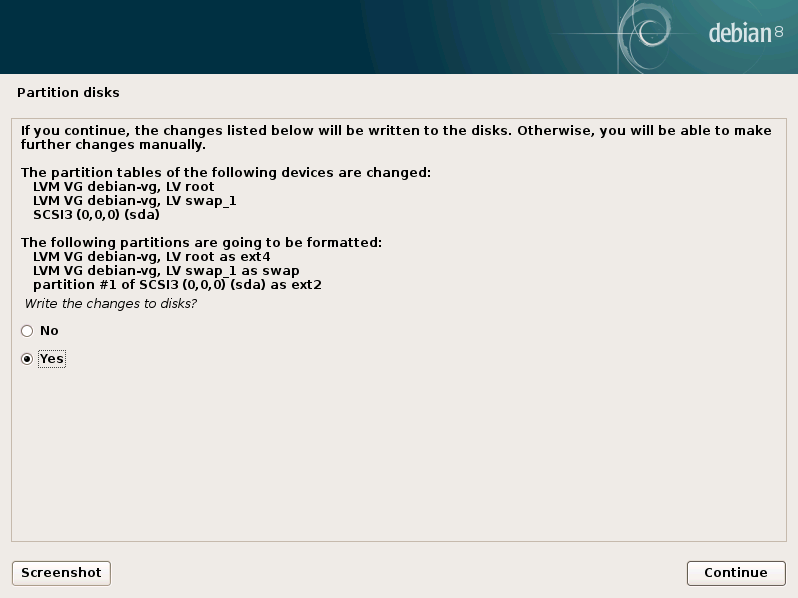 debian 8
Partition disks
If you continue, the changes listed below will be written to the disks. Otherwise, you will be able to make
further changes manually.
The partition tables of the following devices are changed:
LVM VG debian-vg, LV root
LVM VG debian-vg, LV swap_1
SCSI3 (0,0,0) (sda)
The following partitions are going to be formatted:
LVM VG debian-vg, LV root as ext4
LVM VG debian-vg, LV swap_1 as swap
partition #1 of SCSI3 (0,0,0) (sda) as ext2
Write the changes to disks?
No
Yes
Screenshot
Continue